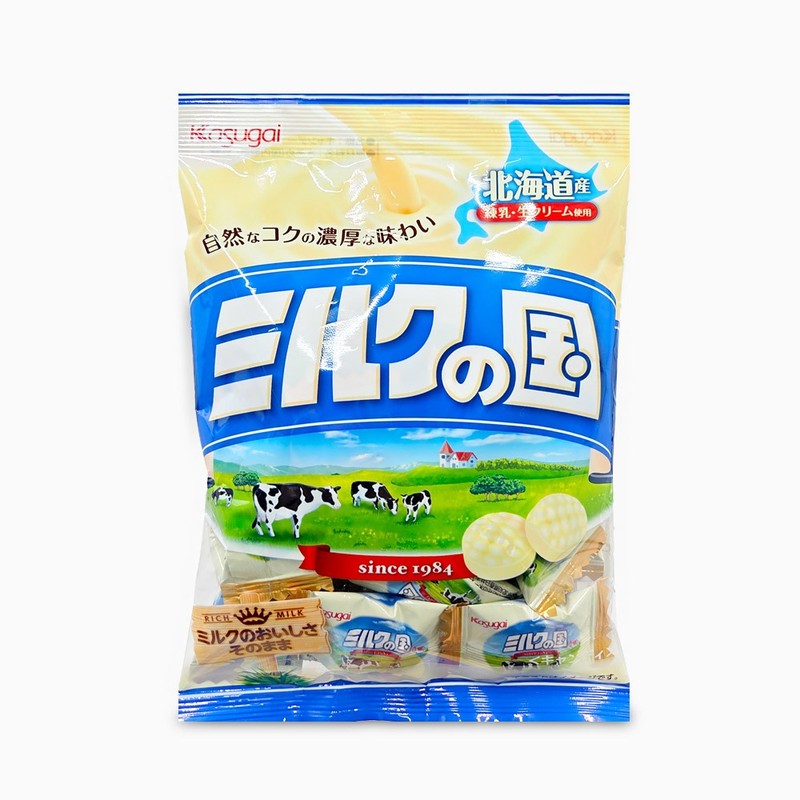 Kasugai
北海道産
練乳・生クリーム使用
自然なコクの濃厚な味わい
ミルクの国
since 1984
RICH MILK
ミルクのおいしさ
そのまま
Kasugai
ミルクの国
Kasugai
ミルクの国
です。